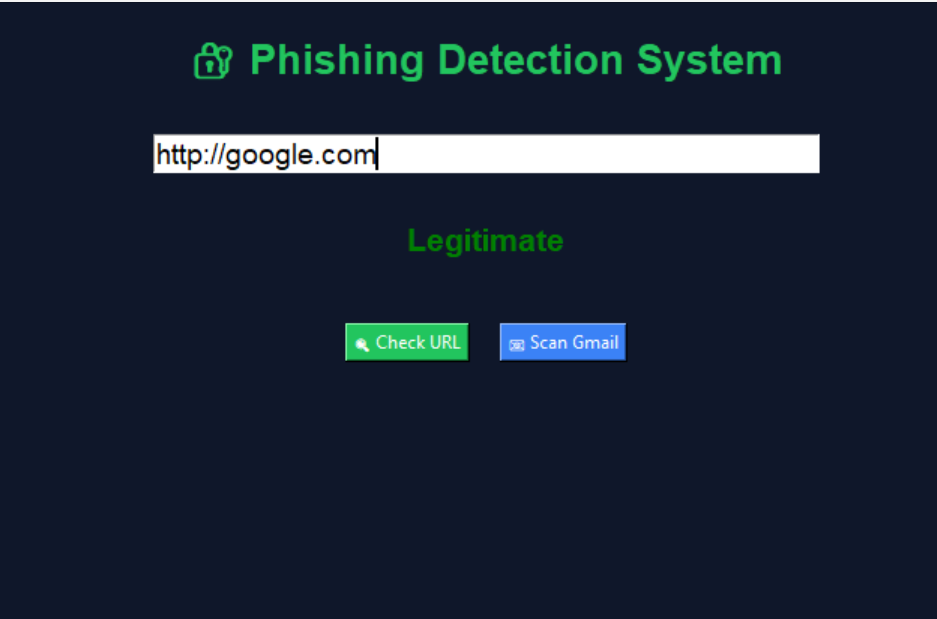 Phishing Detection System
http://google.com
Legitimate
Check URL
Scan Gmail